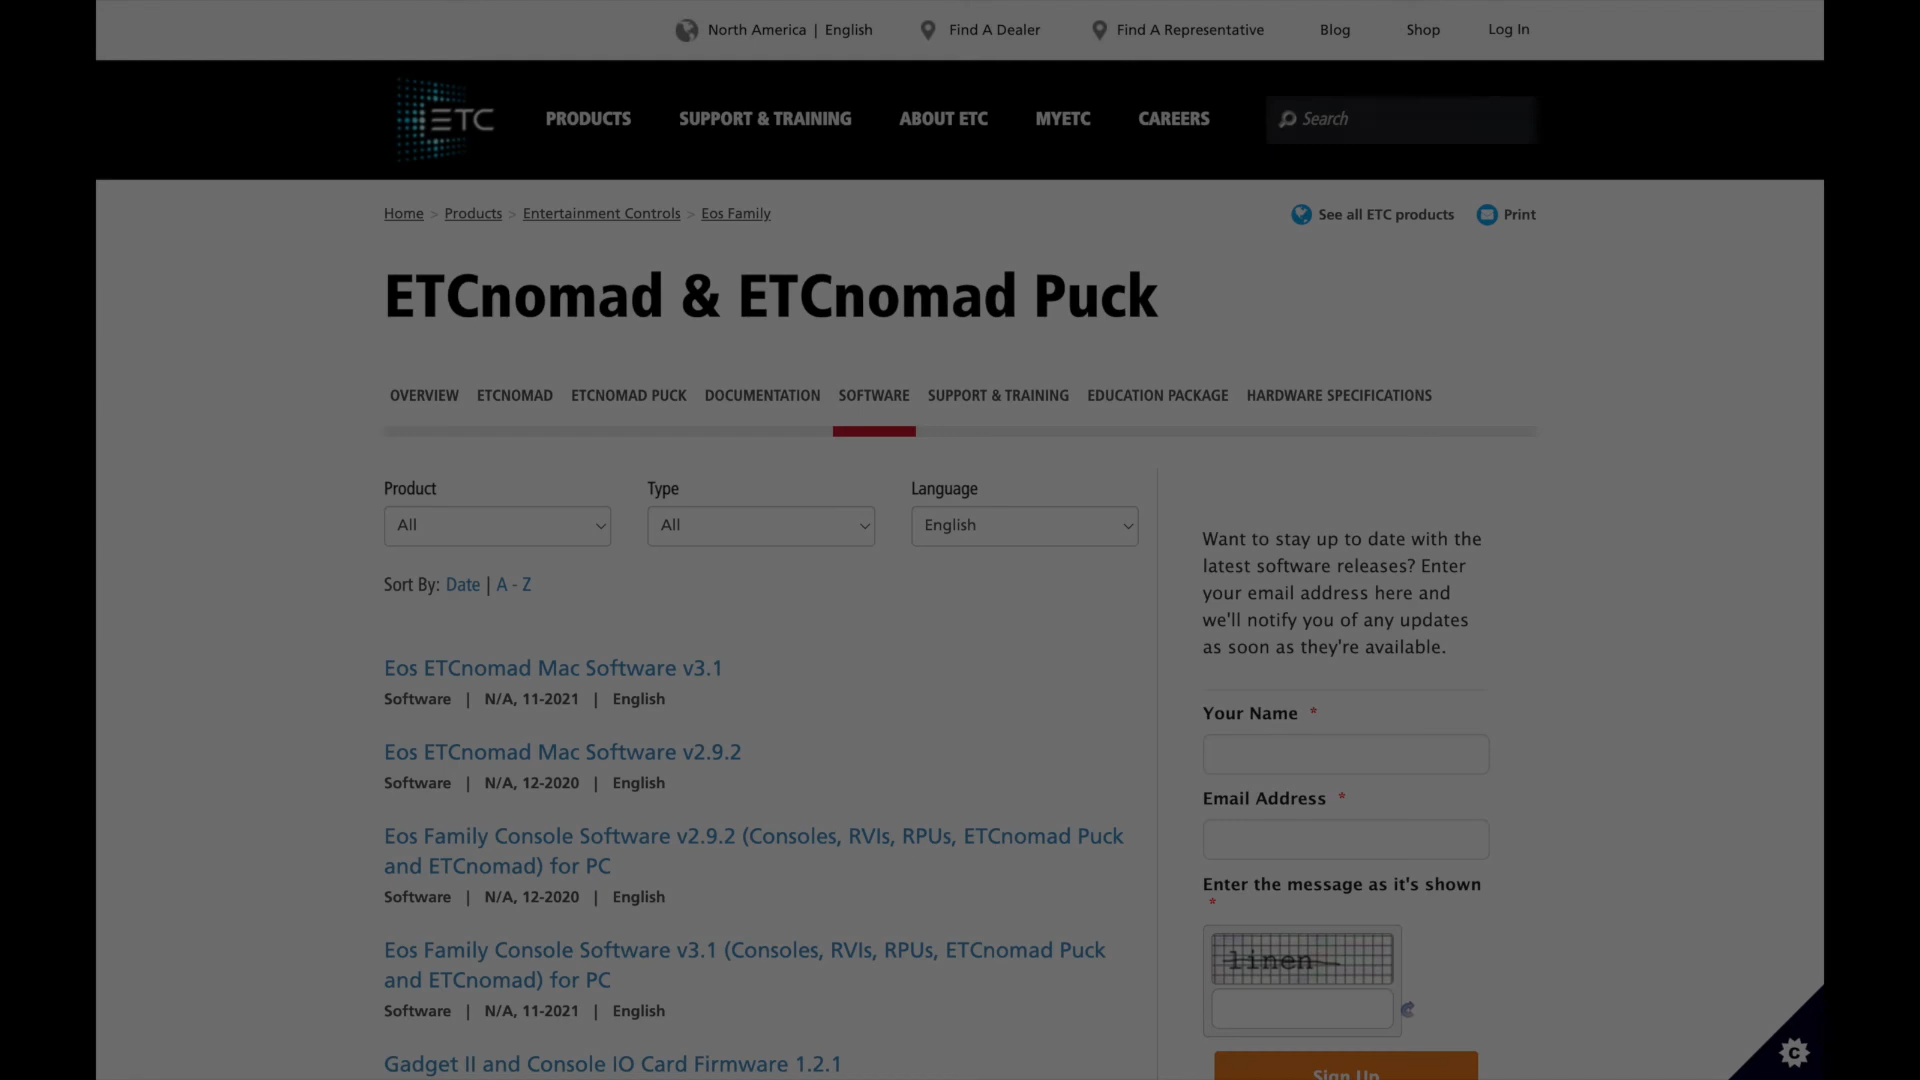 North America | English
Find A Dealer
Find A Representative
Blog
Shop
Log In
ETC
PRODUCTS
SUPPORT & TRAINING
ABOUT ETC
MYETC
CAREERS
Search
Home > Products > Entertainment Controls > Eos Family
See all ETC products
Print
ETCnomad & ETCnomad Puck
OVERVIEW
ETCNOMAD
ETCNOMAD PUCK
DOCUMENTATION
SOFTWARE
SUPPORT & TRAINING
EDUCATION PACKAGE
HARDWARE SPECIFICATIONS
Product
Type
Language
All
All
English
Sort By: Date | A - Z
Eos ETCnomad Mac Software v3.1
Software | N/A, 11-2021 | English
Eos ETCnomad Mac Software v2.9.2
Software | N/A, 12-2020 | English
Eos Family Console Software v2.9.2 (Consoles, RVIs, RPUs, ETCnomad Puck
and ETCnomad) for PC
Software | N/A, 12-2020 | English
Eos Family Console Software v3.1 (Consoles, RVIs, RPUs, ETCnomad Puck
and ETCnomad) for PC
Software | N/A, 11-2021 | English
Gadget II and Console IO Card Firmware 1.2.1
Want to stay up to date with the
latest software releases? Enter
your email address here and
we'll notify you of any updates
as soon as they're available.
Your Name *
Email Address *
Enter the message as it's shown
*
linen
Sign Up
C